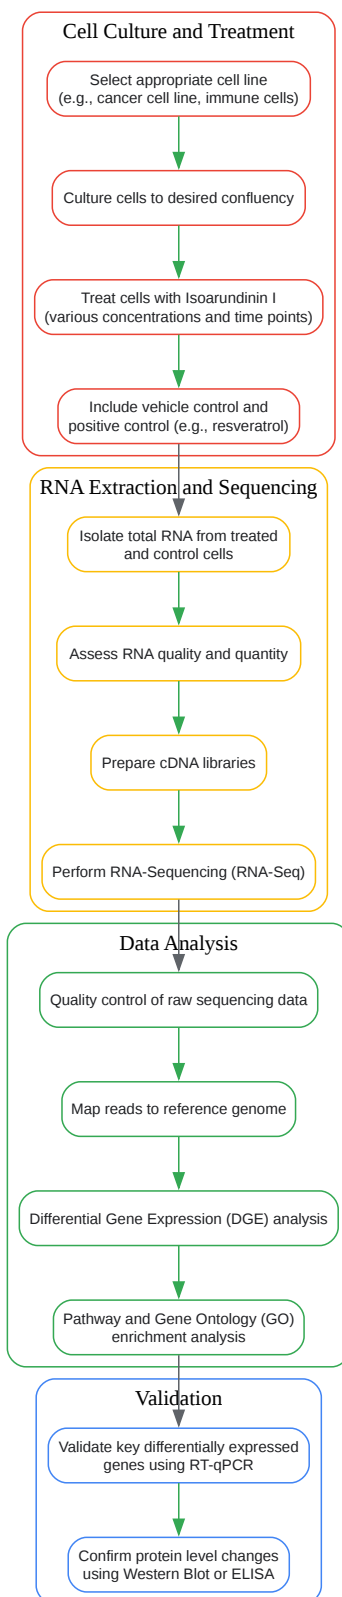 Cell Culture and Treatment
Select appropriate cell line
(e.g., cancer cell line, immune cells)
Culture cells to desired confluency
Treat cells with Isoarundinin I
(various concentrations and time points)
Include vehicle control and
positive control (e.g., resveratrol)
RNA Extraction and Sequencing
Isolate total RNA from treated
and control cells
Assess RNA quality and quantity
Prepare cDNA libraries
Perform RNA-Sequencing (RNA-Seq)
Data Analysis
Quality control of raw sequencing data
Map reads to reference genome
Differential Gene Expression (DGE) analysis
Pathway and Gene Ontology (GO)
enrichment analysis
Validation
Validate key differentially expressed
genes using RT-qPCR
Confirm protein level changes
using Western Blot or ELISA